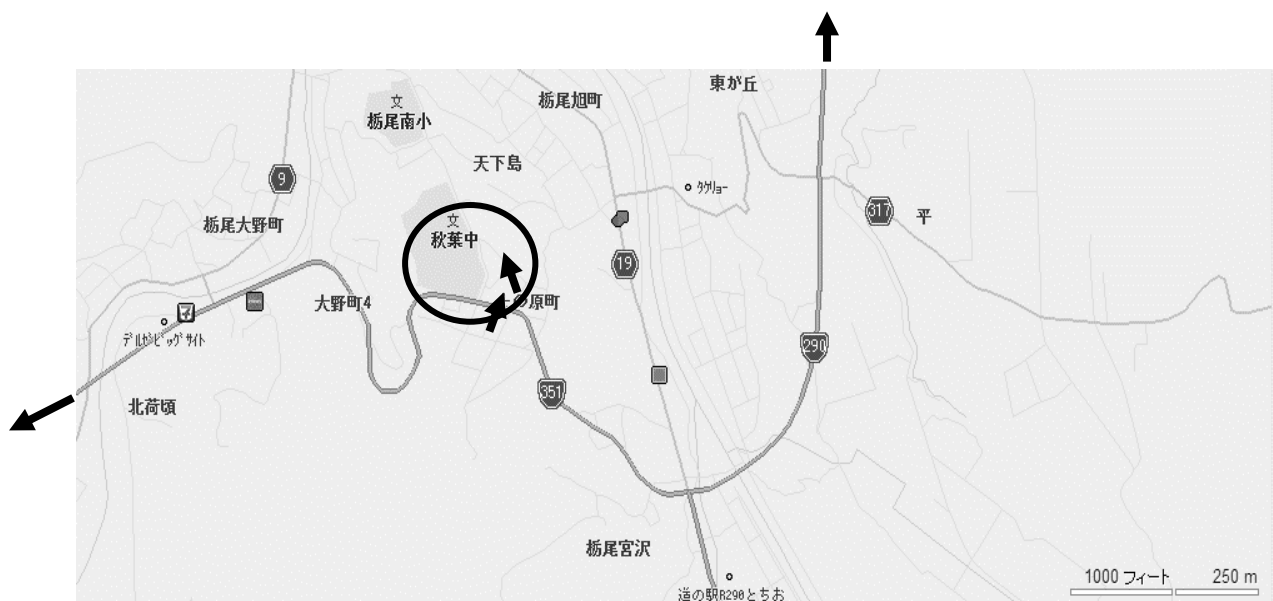 東が丘
栃尾旭町
文
栃尾南小
天下島
9
ﾀｹﾘｮｰ
317
平
栃尾大野町
文
秋葉中
19
大野町4
の原町
ﾃﾞﾙｶﾋﾞｯｸﾞｻｲﾄ
290
351
北荷頃
栃尾宮沢
1000 フィート
250 m
道の駅R290とちお